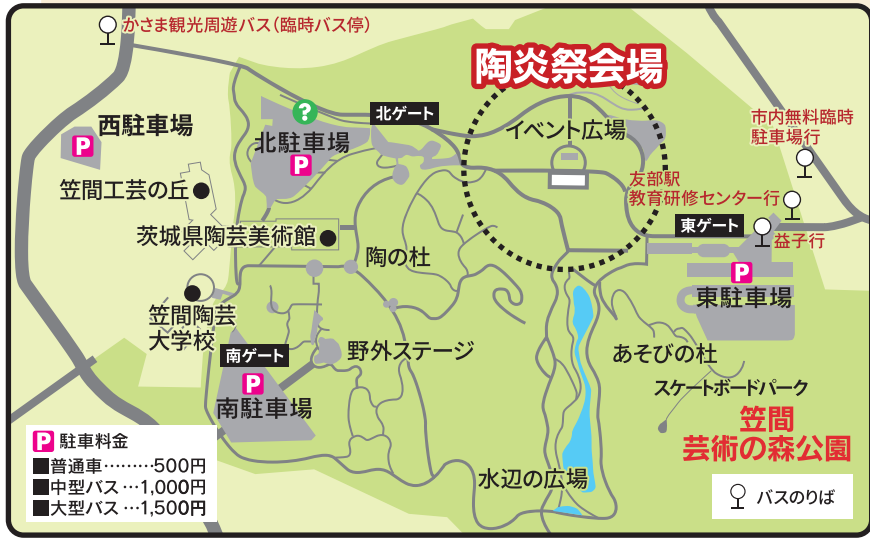 かさま観光周遊バス（臨時バス停）
陶炎祭会場
西駐車場
P
?
北ゲート
北駐車場
P
イベント広場
市内無料臨時
駐車場行
友部駅
教育研修センター行
笠間工芸の丘
東ゲート
益子行
茨城県陶芸美術館
陶の杜
P
東駐車場
笠間陶芸
大学校
南ゲート
野外ステージ
あそびの杜
P
南駐車場
スケートボードパーク
笠間
芸術の森公園
P 駐車料金
■普通車………500円
■中型バス…1,000円
■大型バス…1,500円
水辺の広場
バスのりば